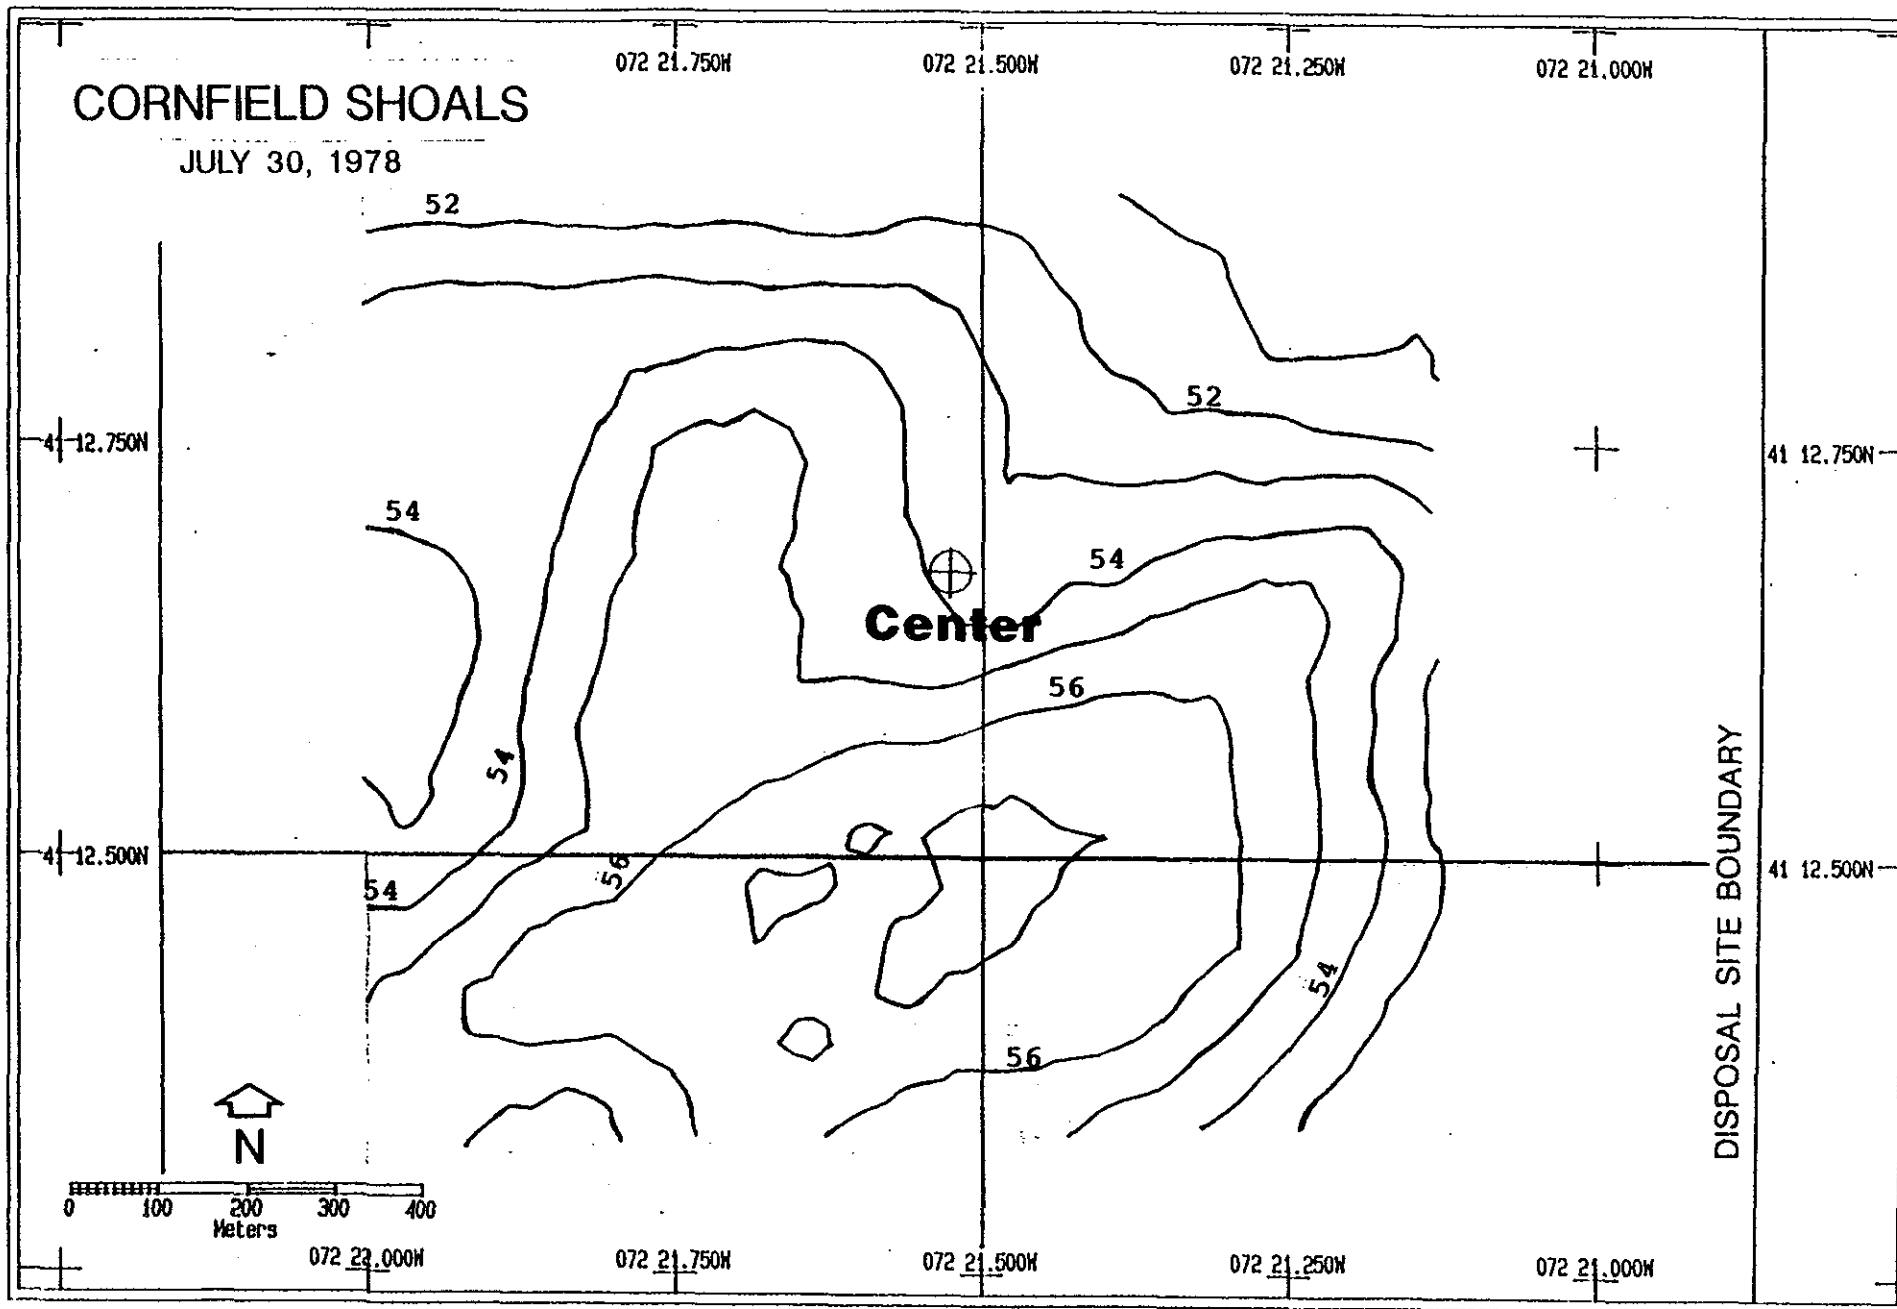 072 21.750W 072 21.500W 072 21.250W 072 21.000W
CORNFIELD SHOALS
JULY 30, 1978
52
52
41 12.750N
41 12.750N
54
54
Center
56
54
DISPOSAL SITE BOUNDARY
41 12.500N
41 12.500N
56
54
54
56
N
0 100 200 300 400
Meters
072 22.000W 072 21.750W 072 21.500W 072 21.250W 072 21.000W